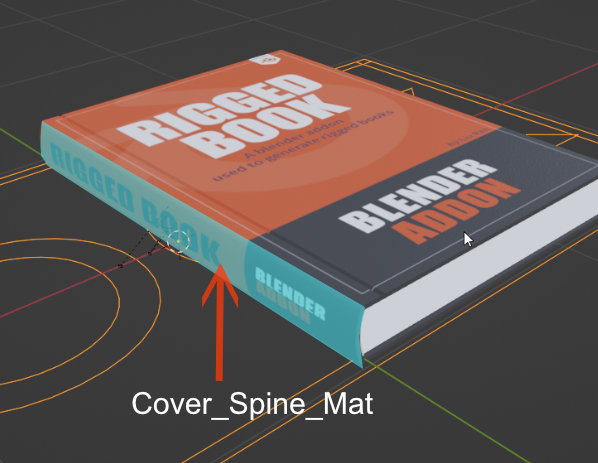 RIGGED
BOOK
A blender addon
used to generate rigged books
BLENDER
ADDON
RIGGED BOOK
BLENDER
ADDON
Cover_Spine_Mat